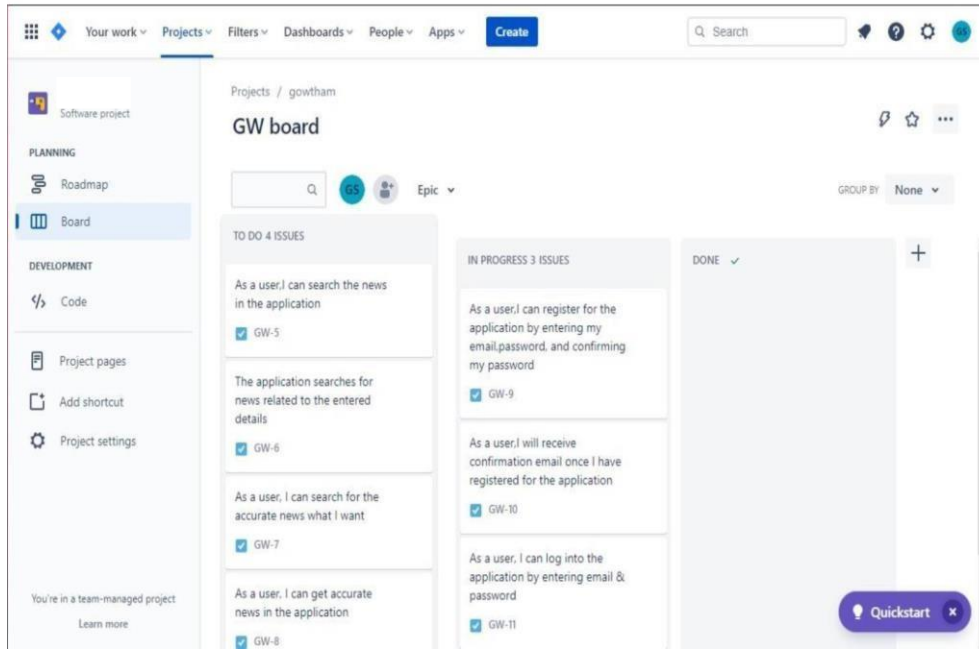 Your work Projects Filters Dashboards People Apps Create Search GS
Software project
PLANNING
Roadmap
Board
DEVELOPMENT
Code
Project pages
Add shortcut
Project settings
You're in a team-managed project
Learn more
Projects / gowtham
GW board
GS Epic GROUP BY None
TO DO 4 ISSUES
As a user,I can search the news
in the application
GW-5
The application searches for
news related to the entered
details
GW-6
As a user, I can search for the
accurate news what I want
GW-7
As a user, I can get accurate
news in the application
GW-8
IN PROGRESS 3 ISSUES
As a user,I can register for the
application by entering my
email,password, and confirming
my password
GW-9
As a user,I will receive
confirmation email once I have
registered for the application
GW-10
As a user, I can log into the
application by entering email &
password
GW-11
DONE
Quickstart